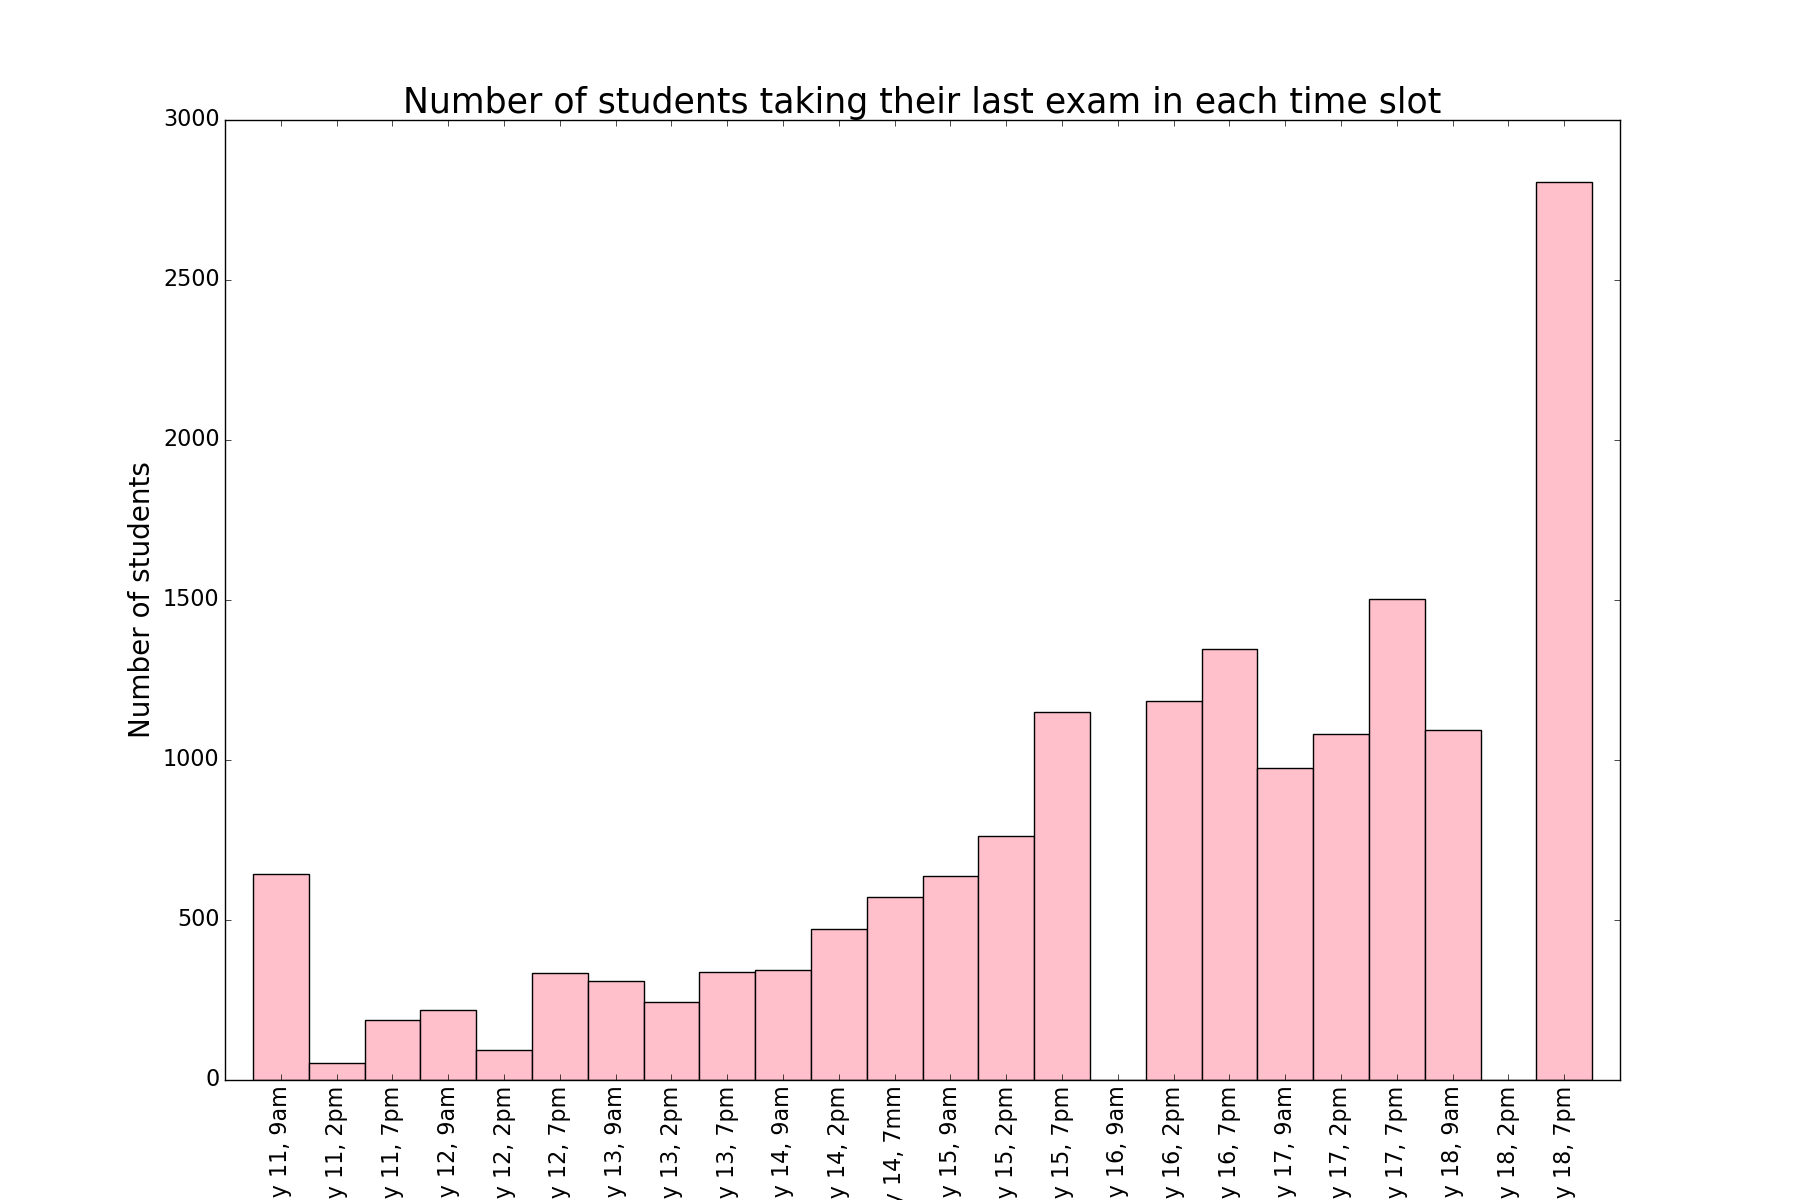 Number of students taking their last exam in each time slot
Number of students
3000
2500
2000
1500
1000
500
0
y 11, 9am
y 11, 2pm
y 11, 7pm
y 12, 9am
y 12, 2pm
y 12, 7pm
y 13, 9am
y 13, 2pm
y 13, 7pm
y 14, 9am
y 14, 2pm
y 14, 7mm
y 15, 9am
y 15, 2pm
y 15, 7pm
y 16, 9am
y 16, 2pm
y 16, 7pm
y 17, 9am
y 17, 2pm
y 17, 7pm
y 18, 9am
y 18, 2pm
y 18, 7pm